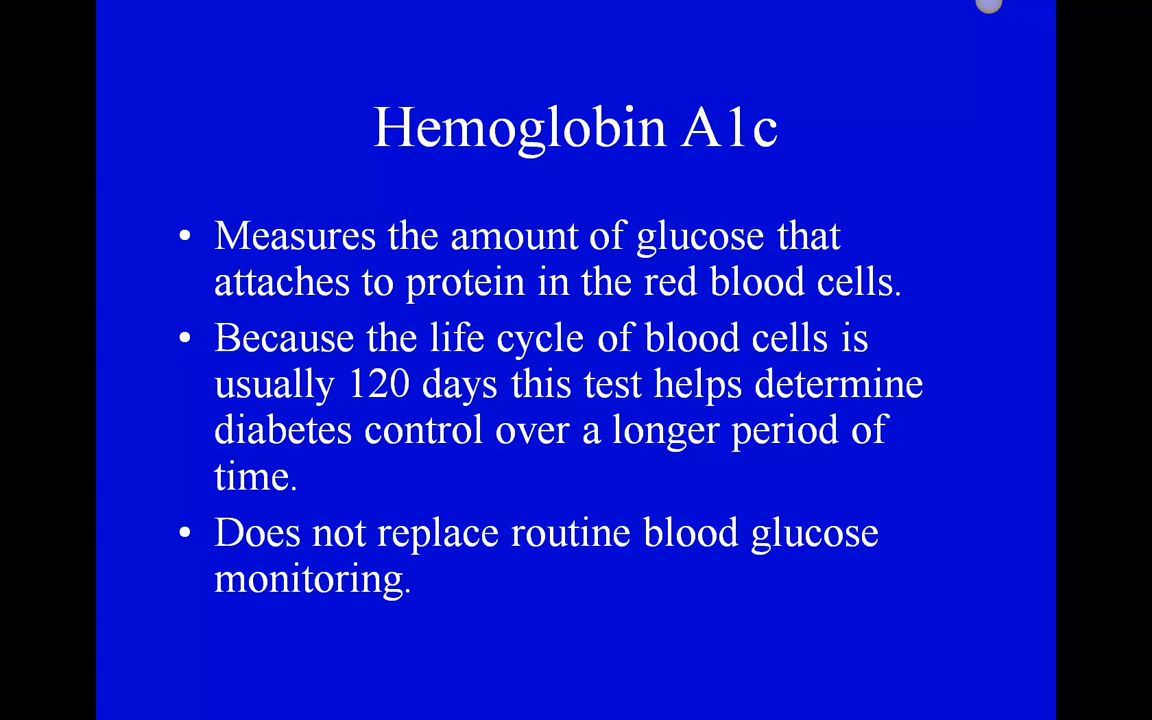 Hemoglobin A1c
• Measures the amount of glucose that
attaches to protein in the red blood cells.
• Because the life cycle of blood cells is
usually 120 days this test helps determine
diabetes control over a longer period of
time.
• Does not replace routine blood glucose
monitoring.